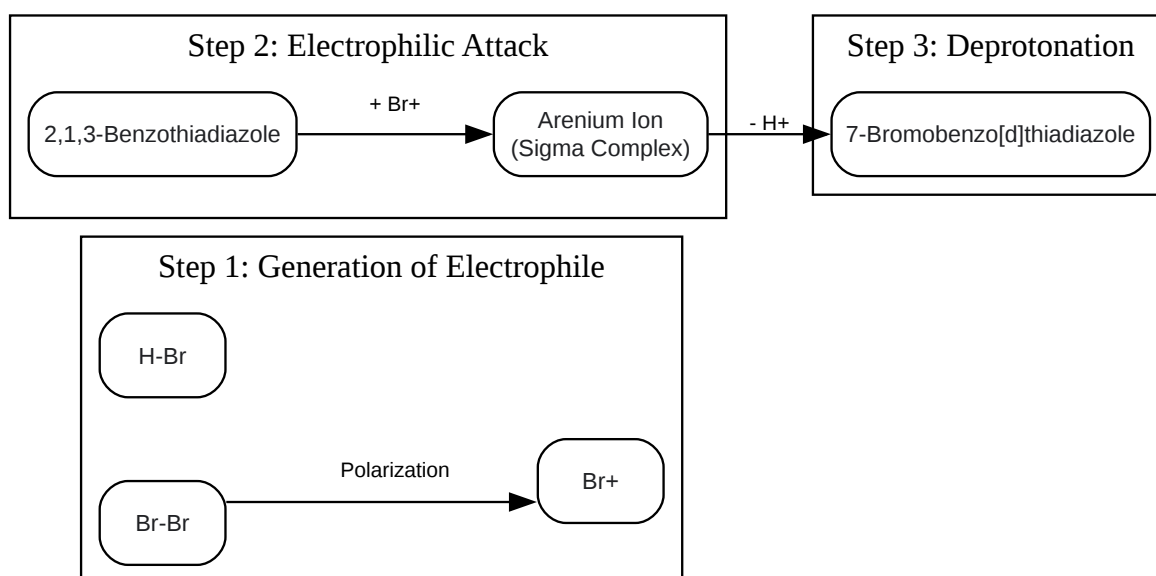 Step 2: Electrophilic Attack
2,1,3-Benzothiadiazole
+ Br+
Arenium Ion
(Sigma Complex)
- H+
Step 3: Deprotonation
7-Bromobenzo[d]thiadiazole
Step 1: Generation of Electrophile
H-Br
Br-Br
Polarization
Br+